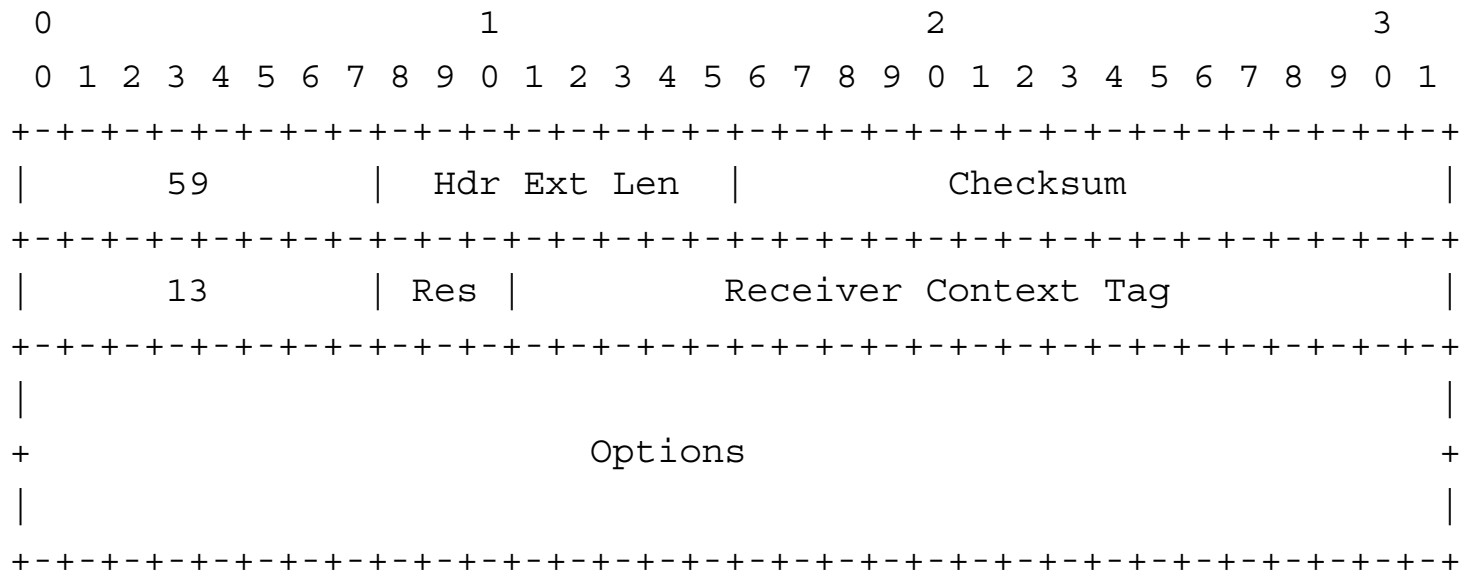 0                   1                   2                   3
 0 1 2 3 4 5 6 7 8 9 0 1 2 3 4 5 6 7 8 9 0 1 2 3 4 5 6 7 8 9 0 1
+-+-+-+-+-+-+-+-+-+-+-+-+-+-+-+-+-+-+-+-+-+-+-+-+-+-+-+-+-+-+-+-+
|      59       |  Hdr Ext Len  |         Checksum              |
+-+-+-+-+-+-+-+-+-+-+-+-+-+-+-+-+-+-+-+-+-+-+-+-+-+-+-+-+-+-+-+-+
|      13       | Res |         Receiver Context Tag            |
+-+-+-+-+-+-+-+-+-+-+-+-+-+-+-+-+-+-+-+-+-+-+-+-+-+-+-+-+-+-+-+-+
|                                                               |
+                         Options                               +
|                                                               |
+-+-+-+-+-+-+-+-+-+-+-+-+-+-+-+-+-+-+-+-+-+-+-+-+-+-+-+-+-+-+-+-+